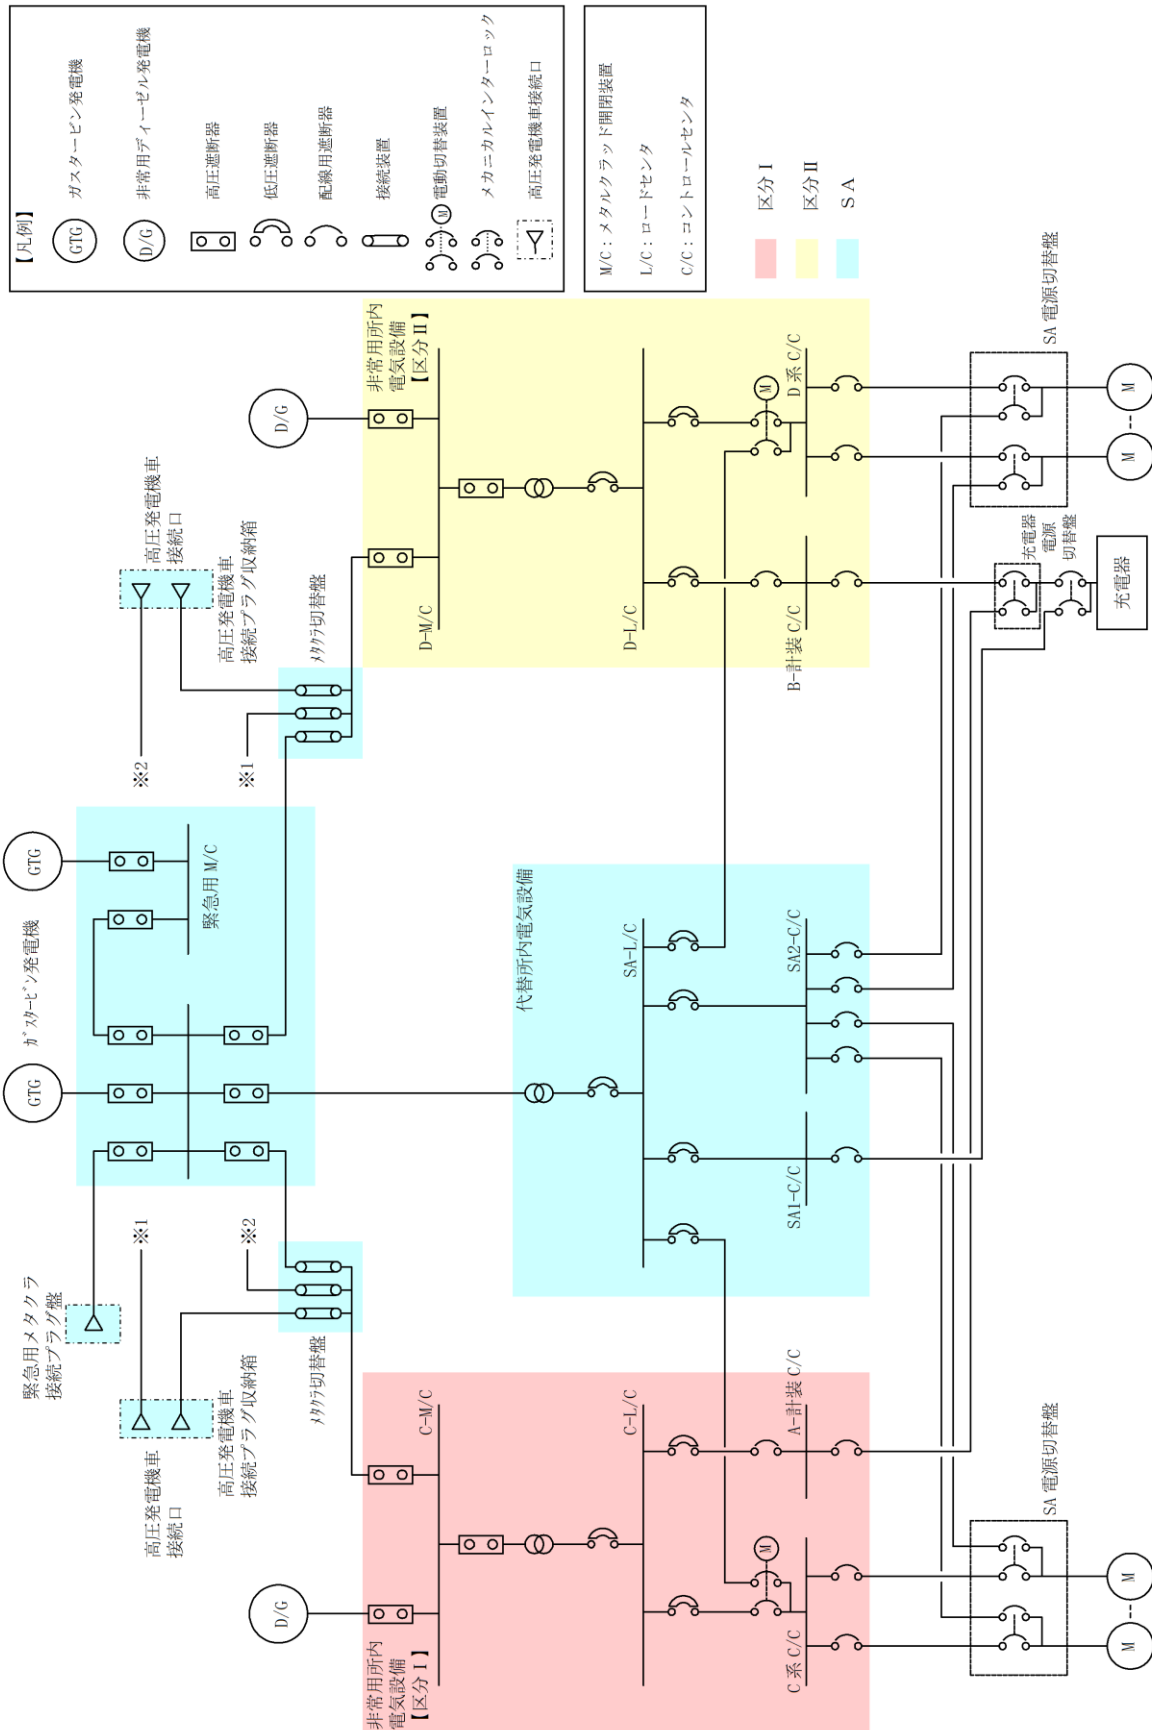 【凡例】
GTG
ガスタービン発電機
D/G
非常用ディーゼル発電機
高圧遮断器
低圧遮断器
配線用遮断器
接続装置
M
電動切替装置
メカニカルインターロック
高圧発電機車接続口
M/C：メタルクラッド開閉装置
L/C：ロードセンタ
C/C：コントロールセンタ
区分Ⅰ
区分Ⅱ
SA
緊急用メタクラ
接続プラグ盤
GTG
ガスタービン発電機
GTG
緊急用 M/C
高圧発電機車
接続口
※1
※2
高圧発電機車
接続プラグ収納箱
メタクラ切替盤
※2
※1
高圧発電機車
接続口
高圧発電機車
接続プラグ収納箱
メタクラ切替盤
D/G
D/G
非常用所内
電気設備
【区分Ⅰ】
C-M/C
C-L/C
M
C系 C/C
A-計装 C/C
代替所内電気設備
SA-L/C
SA1-C/C
SA2-C/C
非常用所内
電気設備
【区分Ⅱ】
D-M/C
D-L/C
M
B-計装 C/C
D系 C/C
SA 電源切替盤
M
M
充電器
電源
切替盤
充電器
SA 電源切替盤
M
M